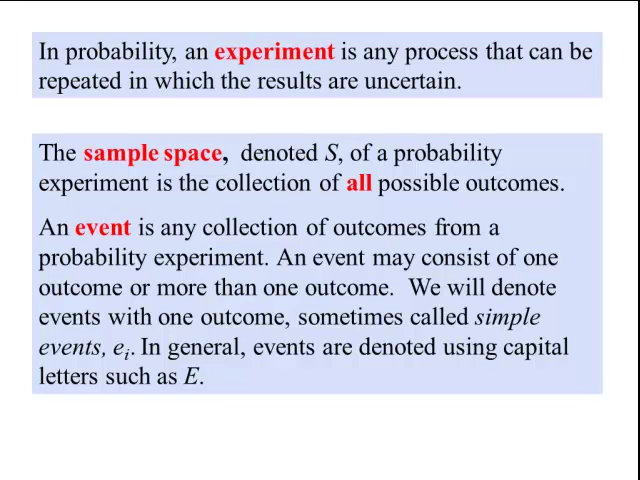 In probability, an experiment is any process that can be
repeated in which the results are uncertain.
The sample space, denoted S, of a probability
experiment is the collection of all possible outcomes.
An event is any collection of outcomes from a
probability experiment. An event may consist of one
outcome or more than one outcome. We will denote
events with one outcome, sometimes called simple
events, eᵢ. In general, events are denoted using capital
letters such as E.